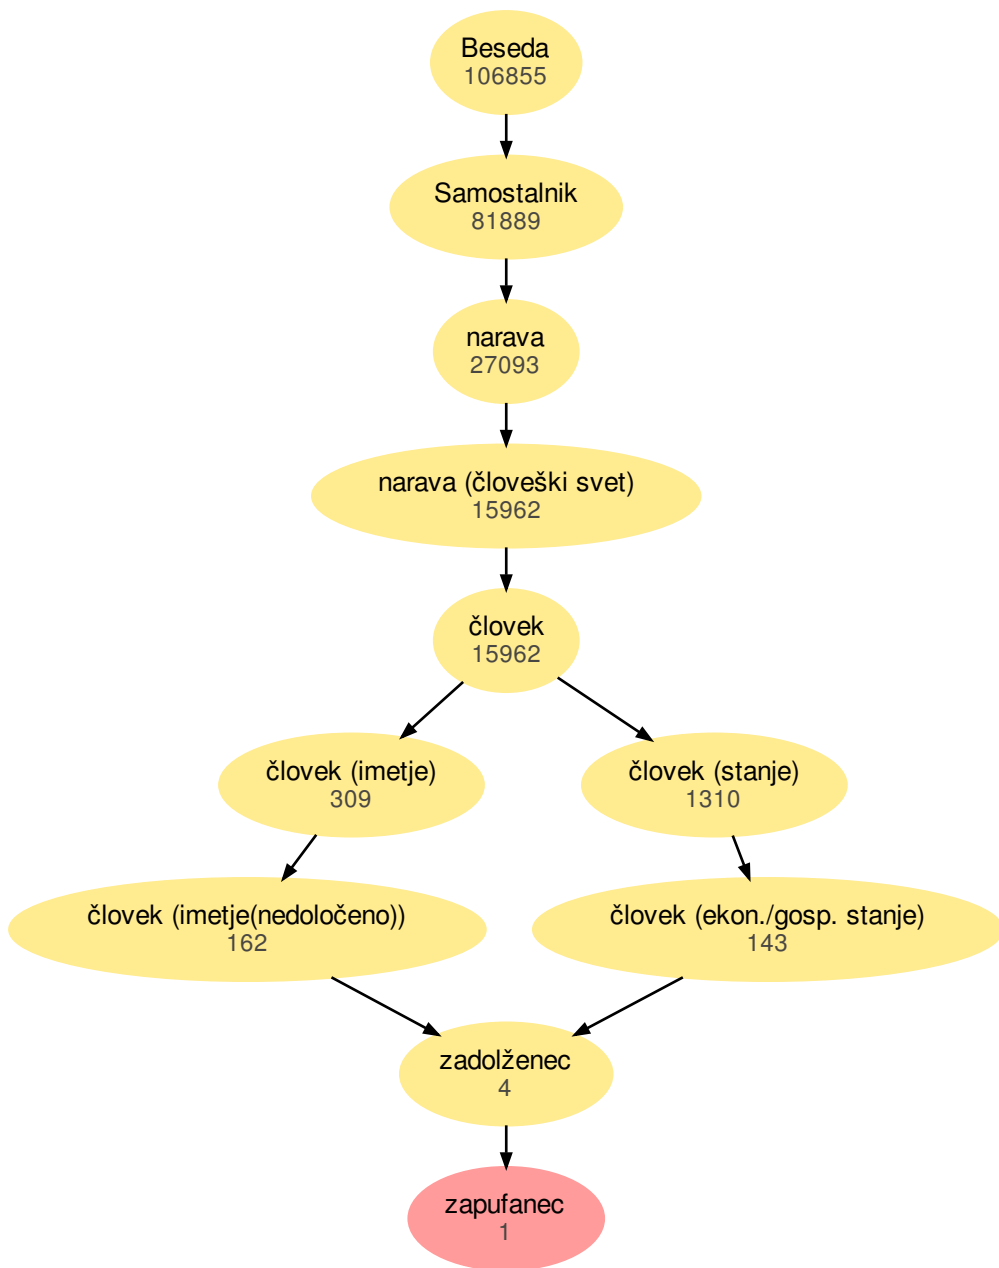 Beseda
106855
Samostalnik
81889
narava
27093
narava (človeški svet)
15962
človek
15962
človek (imetje)
309
človek (stanje)
1310
človek (imetje(nedoločeno))
162
človek (ekon./gosp. stanje)
143
zadolženec
4
zapufanec
1